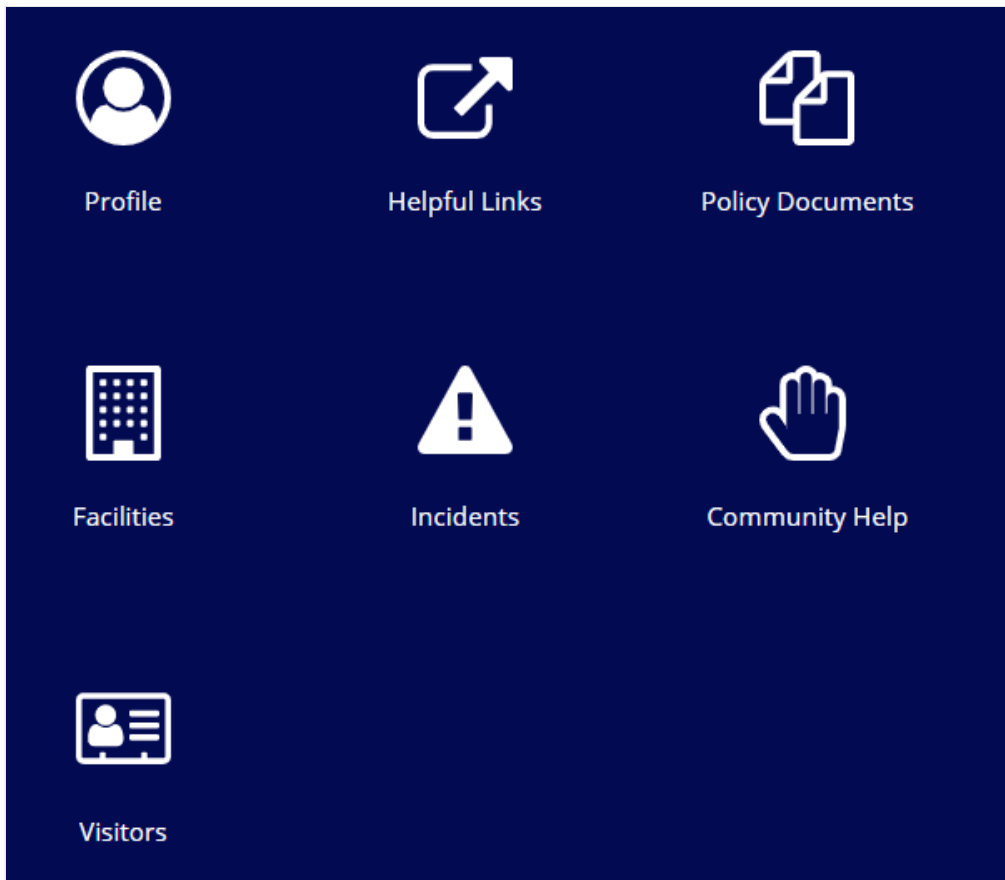 Profile
Helpful Links
Policy Documents
Facilities
Incidents
Community Help
Visitors